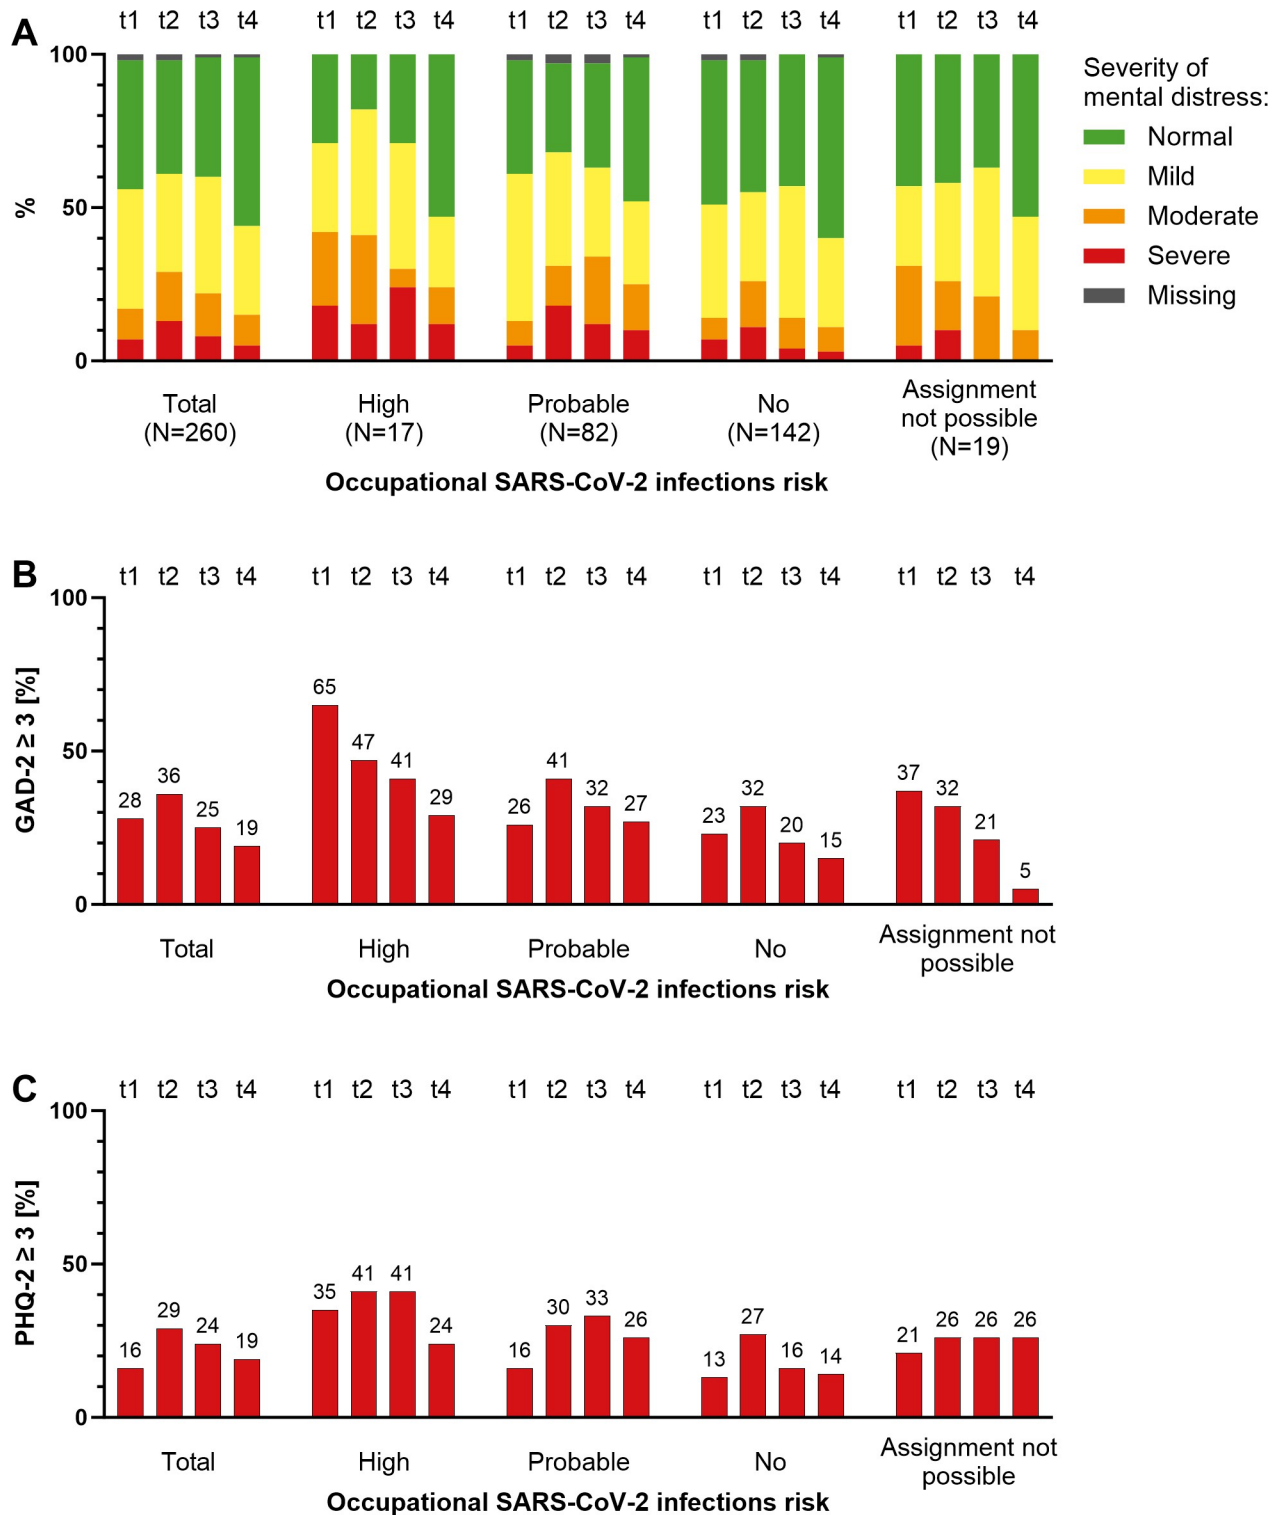 A
t1 t2 t3 t4 t1 t2 t3 t4 t1 t2 t3 t4 t1 t2 t3 t4 t1 t2 t3 t4
100
50
0
%
Severity of
mental distress:
Normal
Mild
Moderate
Severe
Missing
Total
(N=260)
High
(N=17)
Probable
(N=82)
No
(N=142)
Assignment
not possible
(N=19)
Occupational SARS-CoV-2 infections risk
B
t1 t2 t3 t4 t1 t2 t3 t4 t1 t2 t3 t4 t1 t2 t3 t4 t1 t2 t3 t4
100
50
0
GAD-2 ≥ 3 [%]
28 36 25 19 65 47 41 29 26 41 32 27 23 32 20 15 37 32 21 5
Total
High
Probable
No
Assignment not
possible
Occupational SARS-CoV-2 infections risk
C
t1 t2 t3 t4 t1 t2 t3 t4 t1 t2 t3 t4 t1 t2 t3 t4 t1 t2 t3 t4
100
50
0
PHQ-2 ≥ 3 [%]
16 29 24 19 35 41 41 24 16 30 33 26 13 27 16 14 21 26 26 26
Total
High
Probable
No
Assignment not
possible
Occupational SARS-CoV-2 infections risk